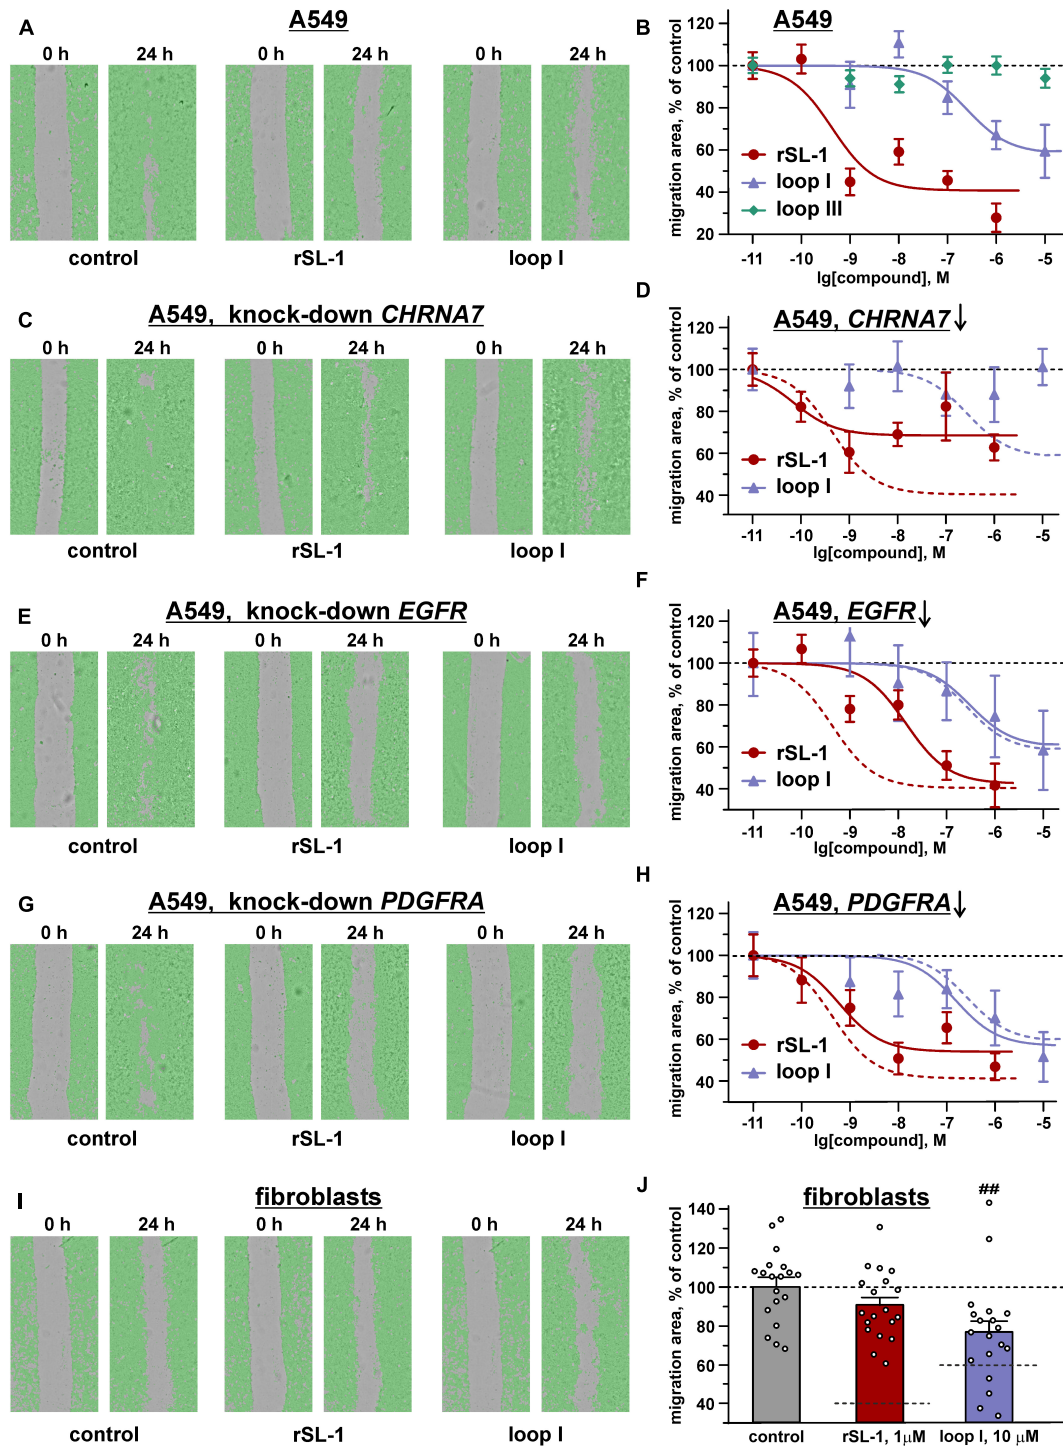 A
A549
0 h 24 h 0 h 24 h 0 h 24 h
control rSL-1 loop I
B
A549
migration area, % of control
120
100
80
60
40
20
rSL-1
loop I
loop III
-11 -10 -9 -8 -7 -6 -5
lg[compound], M
C
A549, knock-down CHRNA7
0 h 24 h 0 h 24 h 0 h 24 h
control rSL-1 loop I
D
A549, CHRNA7↓
migration area, % of control
120
100
80
60
40
rSL-1
loop I
-11 -10 -9 -8 -7 -6 -5
lg[compound], M
E
A549, knock-down EGFR
0 h 24 h 0 h 24 h 0 h 24 h
control rSL-1 loop I
F
A549, EGFR↓
migration area, % of control
120
100
80
60
40
rSL-1
loop I
-11 -10 -9 -8 -7 -6 -5
lg[compound], M
G
A549, knock-down PDGFRA
0 h 24 h 0 h 24 h 0 h 24 h
control rSL-1 loop I
H
A549, PDGFRA↓
migration area, % of control
120
100
80
60
40
rSL-1
loop I
-11 -10 -9 -8 -7 -6 -5
lg[compound], M
I
fibroblasts
0 h 24 h 0 h 24 h 0 h 24 h
control rSL-1 loop I
J
fibroblasts
##
migration area, % of control
140
120
100
80
60
40
control rSL-1, 1µM loop I, 10 µM